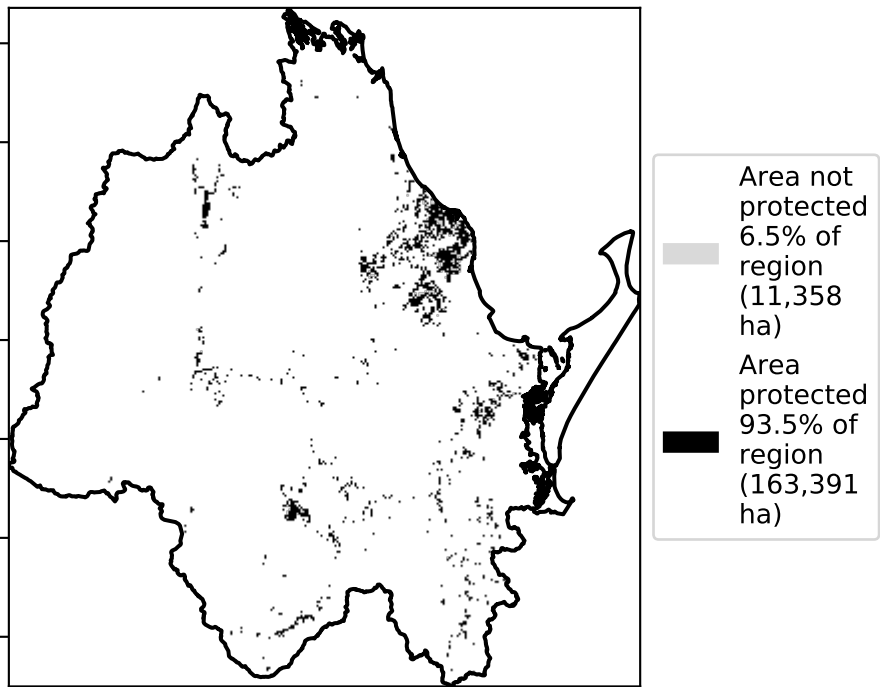 Area not
protected
6.5% of
region
(11,358
ha)
Area
protected
93.5% of
region
(163,391
ha)